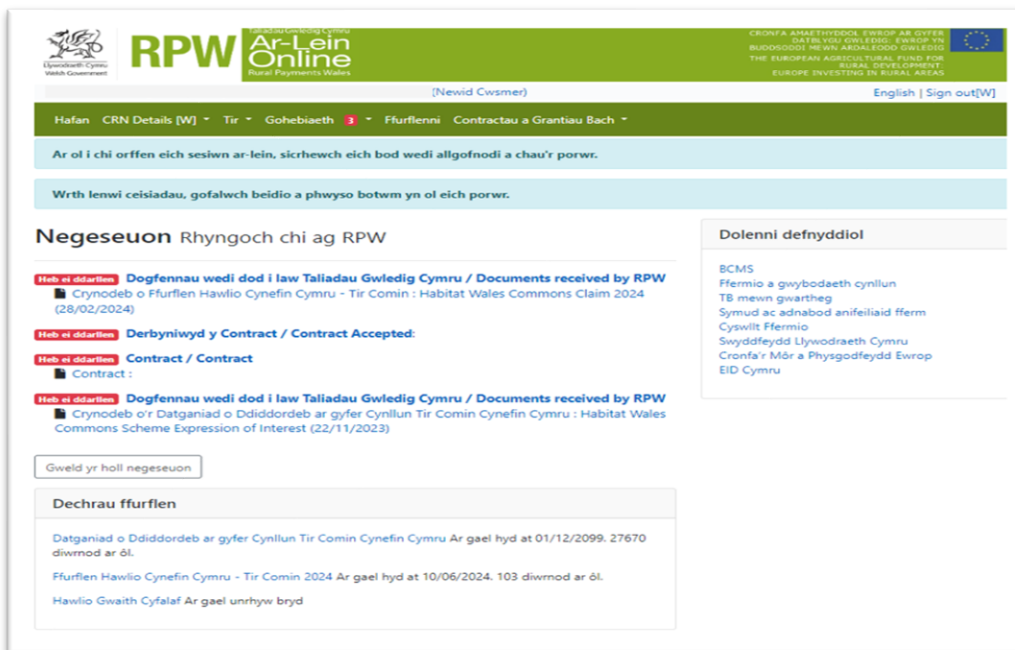 Llywodraeth Cymru
Welsh Government
RPW
Taliadau Gwledig Cymru
Ar-Lein
Online
Rural Payments Wales
CRONFA AMAETHYDDOL EWROP AR GYFER
DATBLYGU GWLEDIG: EWROP YN
BUDDSODDI MEWN ARDALEDD GWLEDIG
THE EUROPEAN AGRICULTURAL FUND FOR
RURAL DEVELOPMENT:
EUROPE INVESTING IN RURAL AREAS
(Newid Cwsmer)
English | Sign out[W]
Hafan CRN Details [W] Tir Gohebiaeth 3 Ffurflenni Contractau a Grantiau Bach
Ar ol i chi orffen eich sesiwn ar-lein, sicrhewch eich bod wedi allgofnodi a chau'r porwr.
Wrth lenwi ceisiadau, gofalwch beidio a phwyso botwm yn ol eich porwr.
Negeseuon Rhyngoch chi ag RPW
Heb ei ddarllen Dogfennau wedi dod i law Taliadau Gwledig Cymru / Documents received by RPW
Crynodeb o Ffurflen Hawlio Cynefin Cymru - Tir Comin : Habitat Wales Commons Claim 2024
(28/02/2024)
Heb ei ddarllen Derbyniwyd y Contract / Contract Accepted:
Heb ei ddarllen Contract / Contract
Contract :
Heb ei ddarllen Dogfennau wedi dod i law Taliadau Gwledig Cymru / Documents received by RPW
Crynodeb o'r Datganiad o Ddiddordeb ar gyfer Cynllun Tir Comin Cynefin Cymru : Habitat Wales
Commons Scheme Expression of Interest (22/11/2023)
Gweld yr holl negeseuon
Dechrau ffurflen
Datganiad o Ddiddordeb ar gyfer Cynllun Tir Comin Cynefin Cymru Ar gael hyd at 01/12/2099. 27670
diwrnod ar ôl.
Ffurflen Hawlio Cynefin Cymru - Tir Comin 2024 Ar gael hyd at 10/06/2024. 103 diwrnod ar ôl.
Hawlio Gwaith Cyfalaf Ar gael unrhyw bryd
Dolenni defnyddiol
BCMS
Ffermio a gwybodaeth cynllun
TB mewn gwartheg
Symud ac adnabod anifeiliaid fferm
Cyswllt Ffermio
Swyddfeydd Llywodraeth Cymru
Cronfa'r Môr a Physgodfeydd Ewrop
EID Cymru